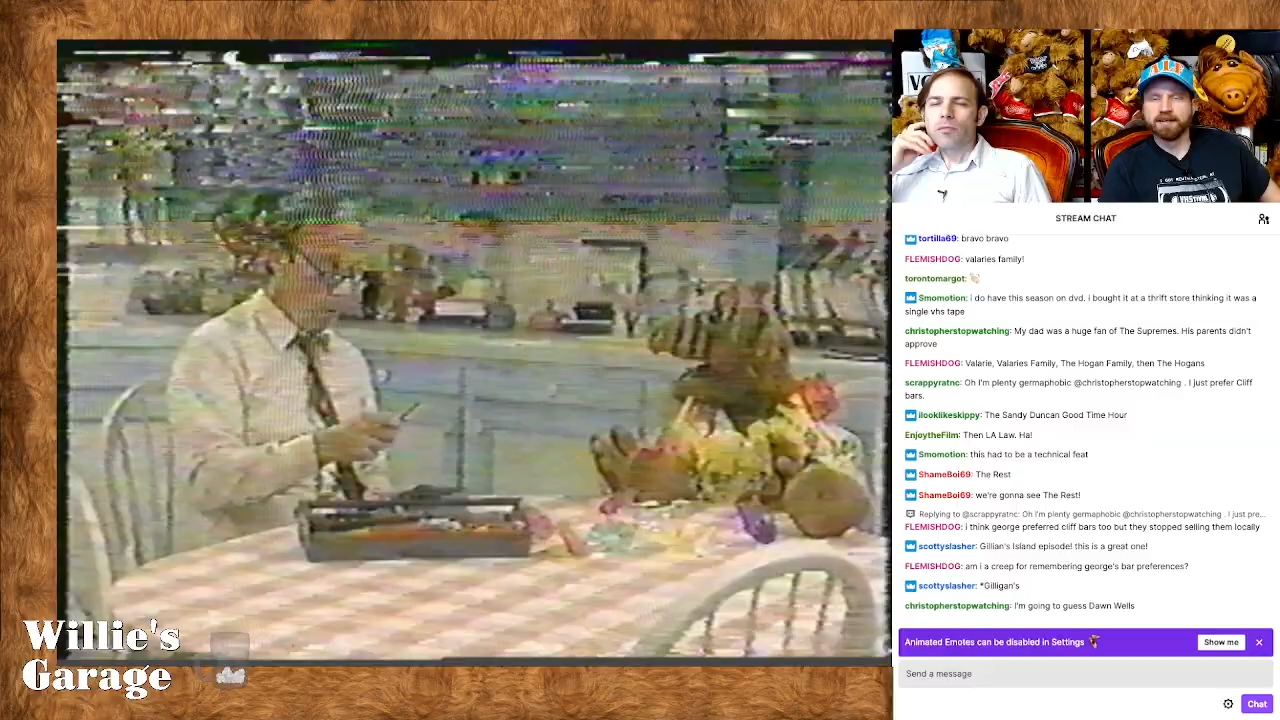 Willie's
Garage
ALF
VC
I GOT MENTAL
VHSTIVAL
STREAM CHAT
tortilla69: bravo bravo
FLEMISHDOG: valaries family!
torontomargot:
Smomotion: i do have this season on dvd. i bought it at a thrift store thinking it was a
single vhs tape
christopherstopwatching: My dad was a huge fan of The Supremes. His parents didn't
approve
FLEMISHDOG: Valarie, Valaries Family, The Hogan Family, then The Hogans
scrappyratnc: Oh I'm plenty germaphobic @christopherstopwatching . I just prefer Cliff
bars.
ilooklikeskippy: The Sandy Duncan Good Time Hour
EnjoytheFilm: Then LA Law. Ha!
Smomotion: this had to be a technical feat
ShameBoi69: The Rest
ShameBoi69: we're gonna see The Rest!
Replying to @scrappyratnc: Oh I'm plenty germaphobic @christopherstopwatching . I just pre...
FLEMISHDOG: i think george preferred cliff bars too but they stopped selling them locally
scottyslasher: Gillian's Island episode! this is a great one!
FLEMISHDOG: am i a creep for remembering george's bar preferences?
scottyslasher: *Gilligan's
christopherstopwatching: I'm going to guess Dawn Wells
Animated Emotes can be disabled in Settings
Show me
Send a message
Chat